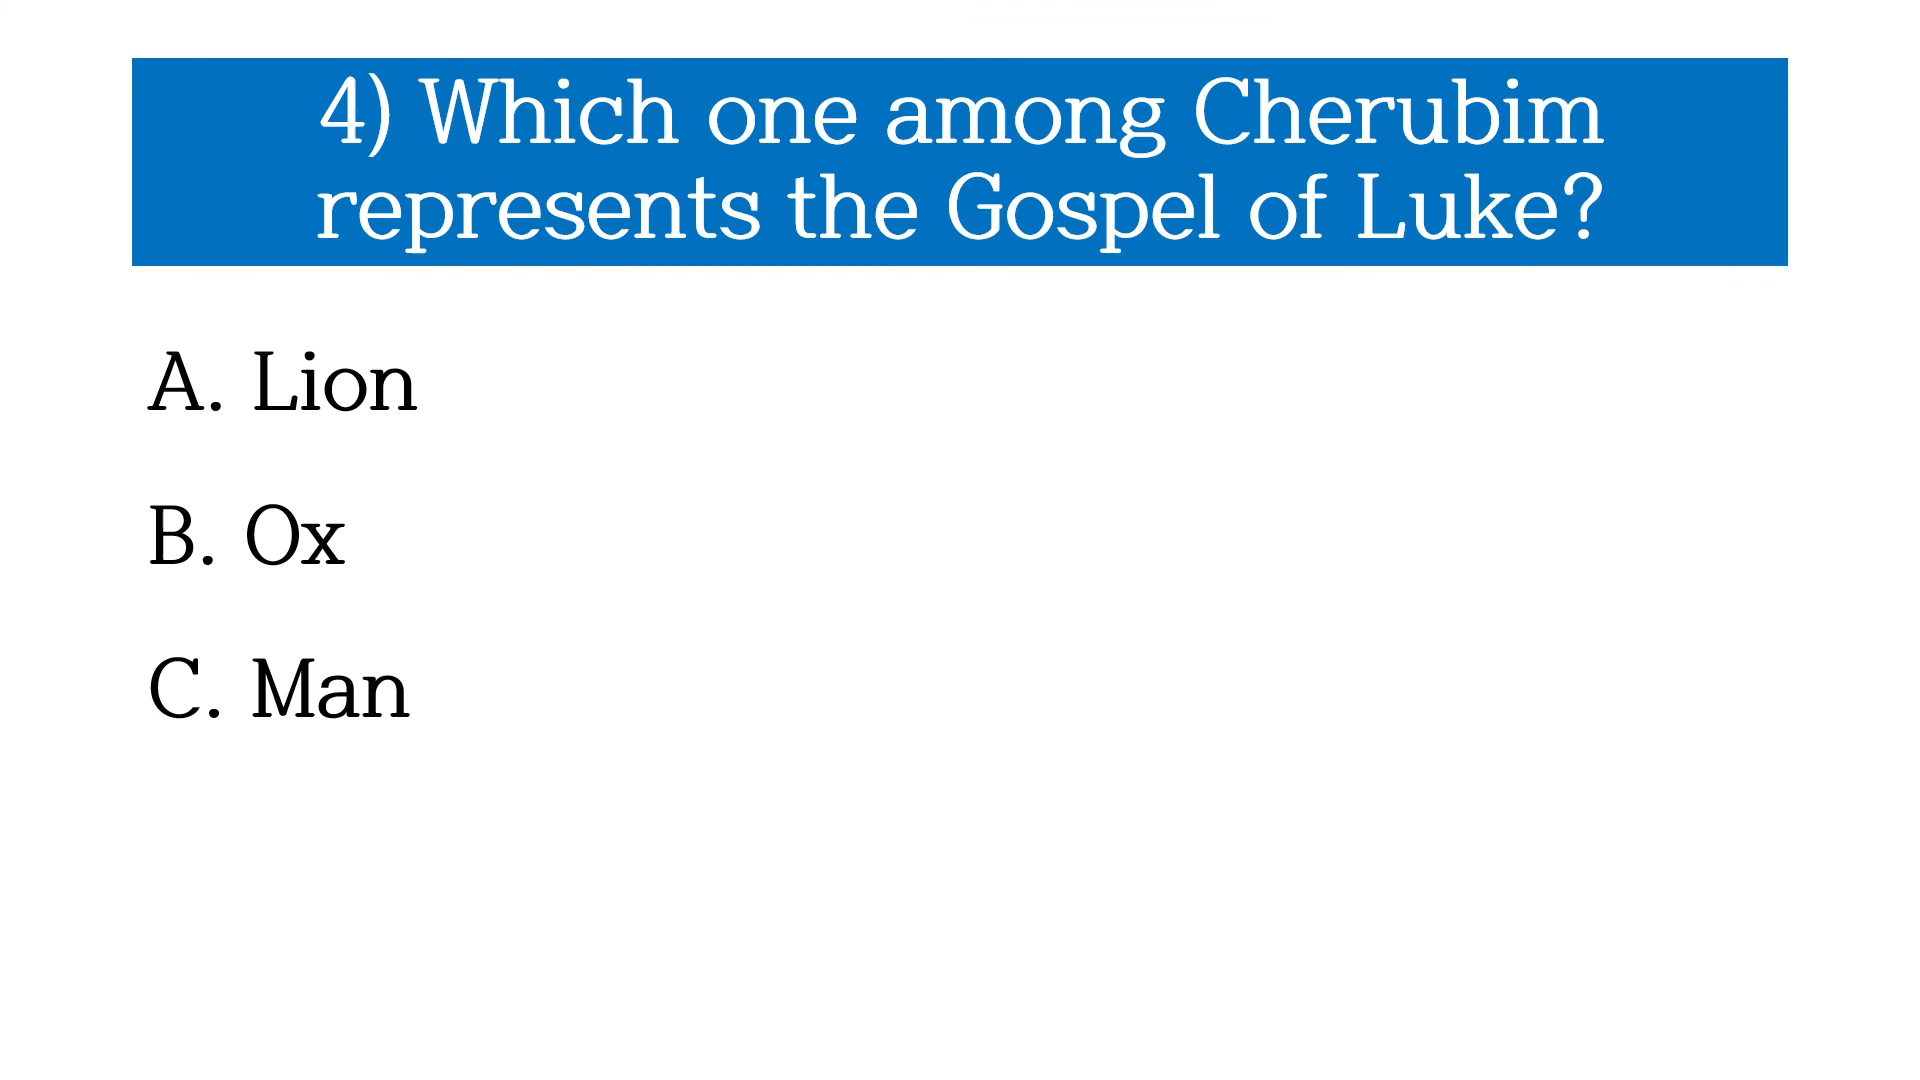 4) Which one among Cherubim
represents the Gospel of Luke?
A. Lion
B. Ox
C. Man